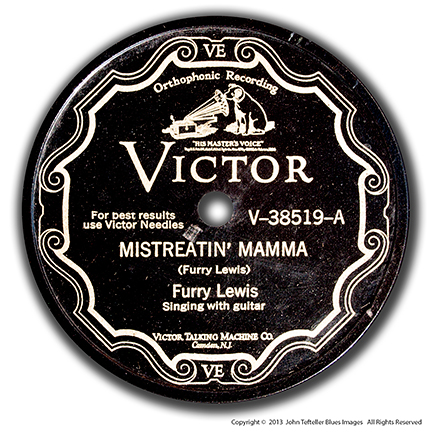 VE
Orthophonic Recording
"HIS MASTER'S VOICE"
VICTOR
For best results
use Victor Needles
V-38519-A
MISTREATIN' MAMMA
(Furry Lewis)
Furry Lewis
Singing with guitar
VICTOR TALKING MACHINE CO.
Camden, N.J.
VE
Copyright © 2013 John Tefteller Blues Images All Rights Reserved